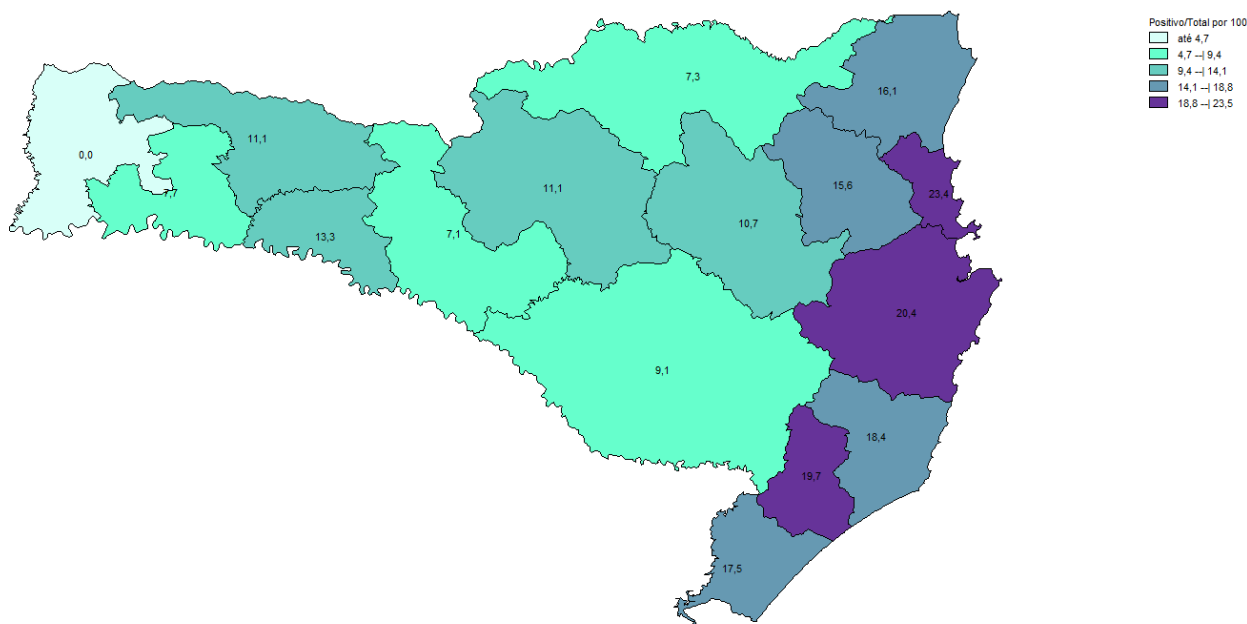 Positivo/Total por 100
até 4,7
4,7 --| 9,4
9,4 --| 14,1
14,1 --| 18,8
18,8 --| 23,5
7,3
16,1
11,1
0,0
11,1
15,6
7,7
23,4
10,7
13,3
7,1
20,4
9,1
18,4
19,7
17,5